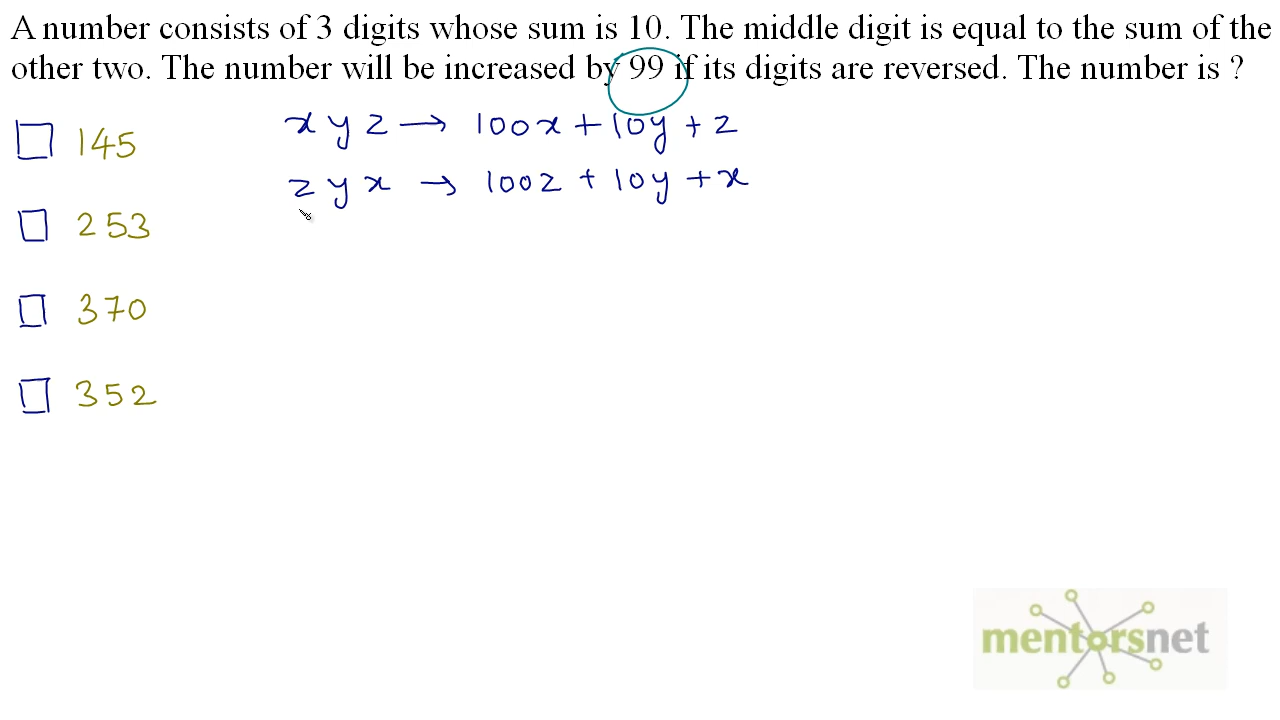 A number consists of 3 digits whose sum is 10. The middle digit is equal to the sum of the
other two. The number will be increased by 99 if its digits are reversed. The number is ?
x y z → 100x + 10y + z
145
z y x → 100z + 10y + x
253
370
352
mentorsnet